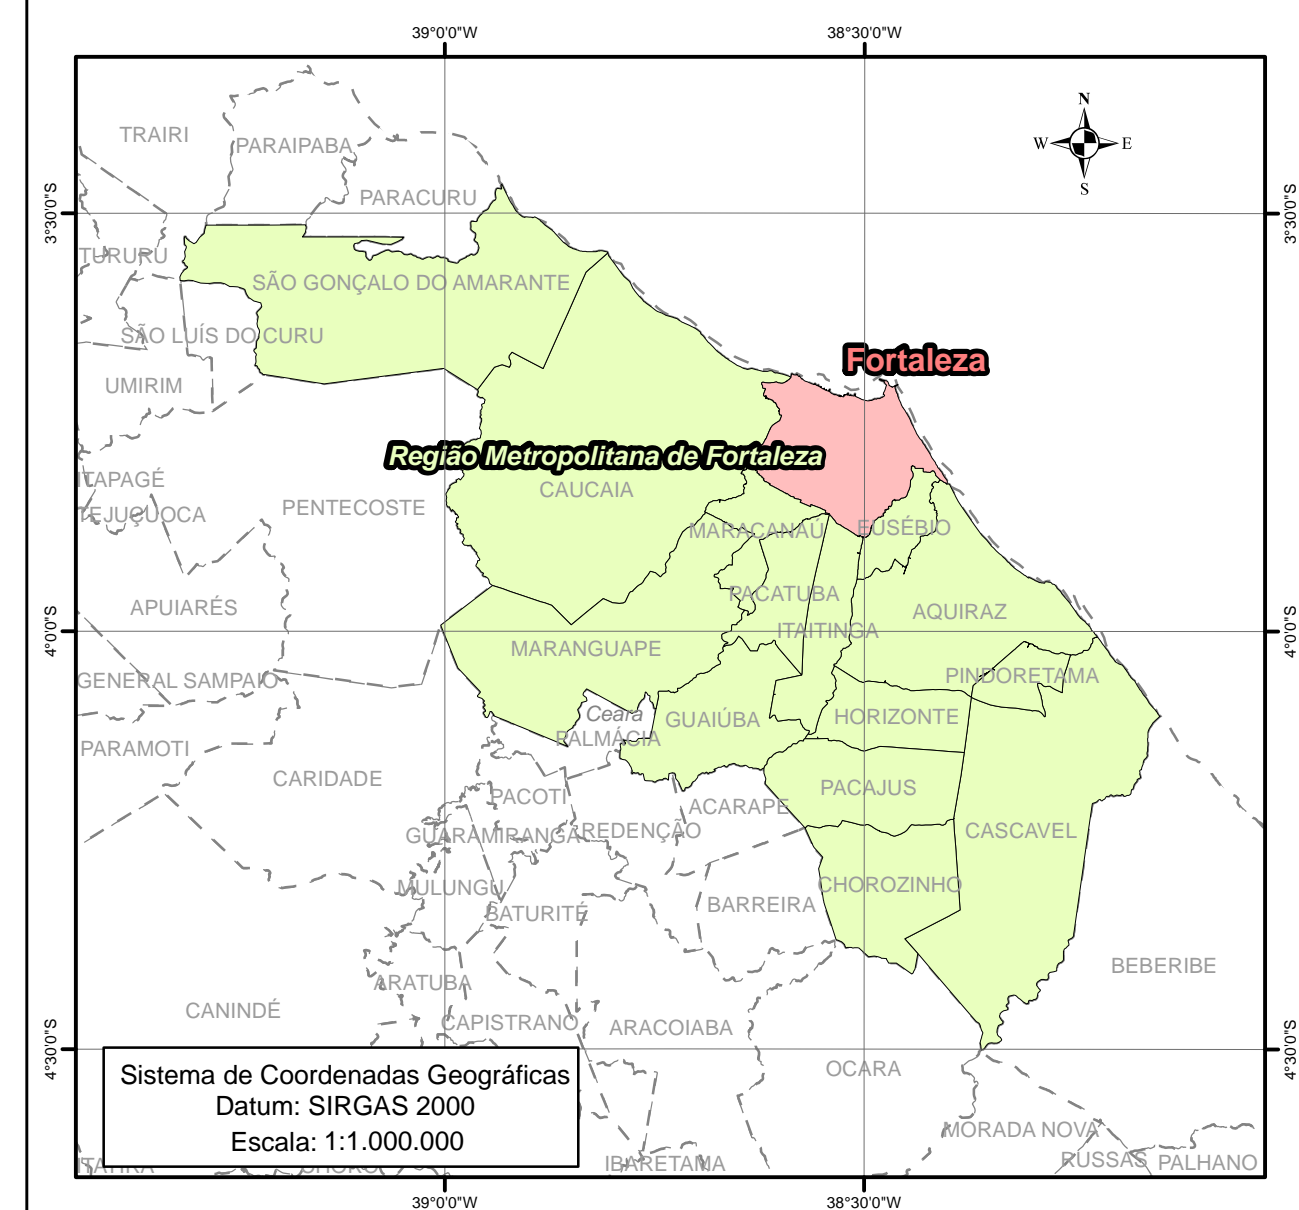 39°0'0"W
38°30'0"W
N
W
E
S
TRAIRI
PARAIPABA
PARACURU
3°30'0"S
3°30'0"S
TURURU
SÃO GONÇALO DO AMARANTE
SÃO LUÍS DO CURU
UMIRIM
Fortaleza
Região Metropolitana de Fortaleza
CAUCAIA
ITAPAGÉ
TEJUÇUOCA
PENTECOSTE
MARACANAÚ
EUSÉBIO
PACATUBA
APUIARÉS
AQUIRAZ
ITAITINGA
4°0'0"S
4°0'0"S
MARANGUAPE
GENERAL SAMPAIO
PINDORETAMA
Ceará
GUAIÚBA
HORIZONTE
PALMÁCIA
PARAMOTI
CARIDADE
PACOTI
PACAJUS
ACARAPE
GUARAMIRANGA
REDENÇÃO
CASCAVEL
MULUNGU
CHOROZINHO
BATURITÉ
BARREIRA
BEBERIBE
ARATUBA
CANINDÉ
CAPISTRANO
ARACOIABA
4°30'0"S
4°30'0"S
OCARA
Sistema de Coordenadas Geográficas
Datum: SIRGAS 2000
Escala: 1:1.000.000
MORADA NOVA
IBARETAMA
RUSSAS
PALHANO
39°0'0"W
38°30'0"W